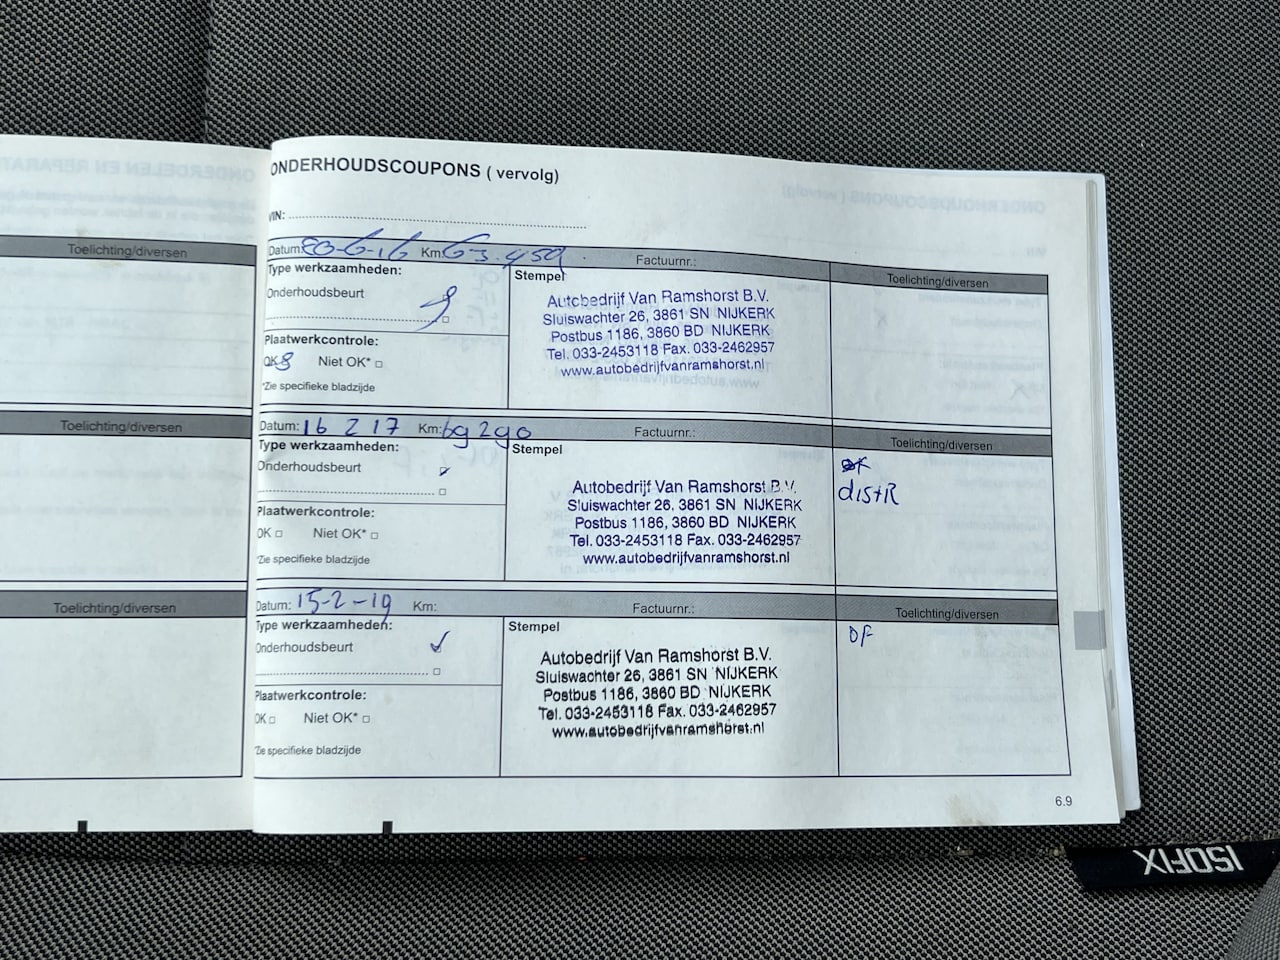 ONDERHOUDSCOUPONS ( vervolg)
VIN:
Datum: Km: 63.459 Factuurnr.:
Type werkzaamheden:
Stempel
Toelichting/diversen
Onderhoudsbeurt
Autobedrijf Van Ramshorst B.V.
Sluiswachter 26, 3861 SN NIJKERK
Postbus 1186, 3860 BD NIJKERK
Tel. 033-2453118 Fax. 033-2462957
www.autobedrijfvanramshorst.nl
Plaatwerkcontrole:
OK Niet OK*
*Zie specifieke bladzijde
Toelichting/diversen
Datum: 16 2 17 Km: 69290 Factuurnr.:
Type werkzaamheden:
Stempel
Toelichting/diversen
Onderhoudsbeurt
distR
Autobedrijf Van Ramshorst B.V.
Sluiswachter 26, 3861 SN NIJKERK
Postbus 1186, 3860 BD NIJKERK
Tel. 033-2453118 Fax. 033-2462957
www.autobedrijfvanramshorst.nl
Plaatwerkcontrole:
OK Niet OK*
*Zie specifieke bladzijde
Toelichting/diversen
Datum: 15-2-19 Km: Factuurnr.:
Type werkzaamheden:
Stempel
Toelichting/diversen
Onderhoudsbeurt
OF
Autobedrijf Van Ramshorst B.V.
Sluiswachter 26, 3861 SN NIJKERK
Postbus 1186, 3860 BD NIJKERK
Tel. 033-2453118 Fax. 033-2462957
www.autobedrijfvanramshorst.nl
Plaatwerkcontrole:
OK Niet OK*
*Zie specifieke bladzijde
Toelichting/diversen
6.9
ISOFIX